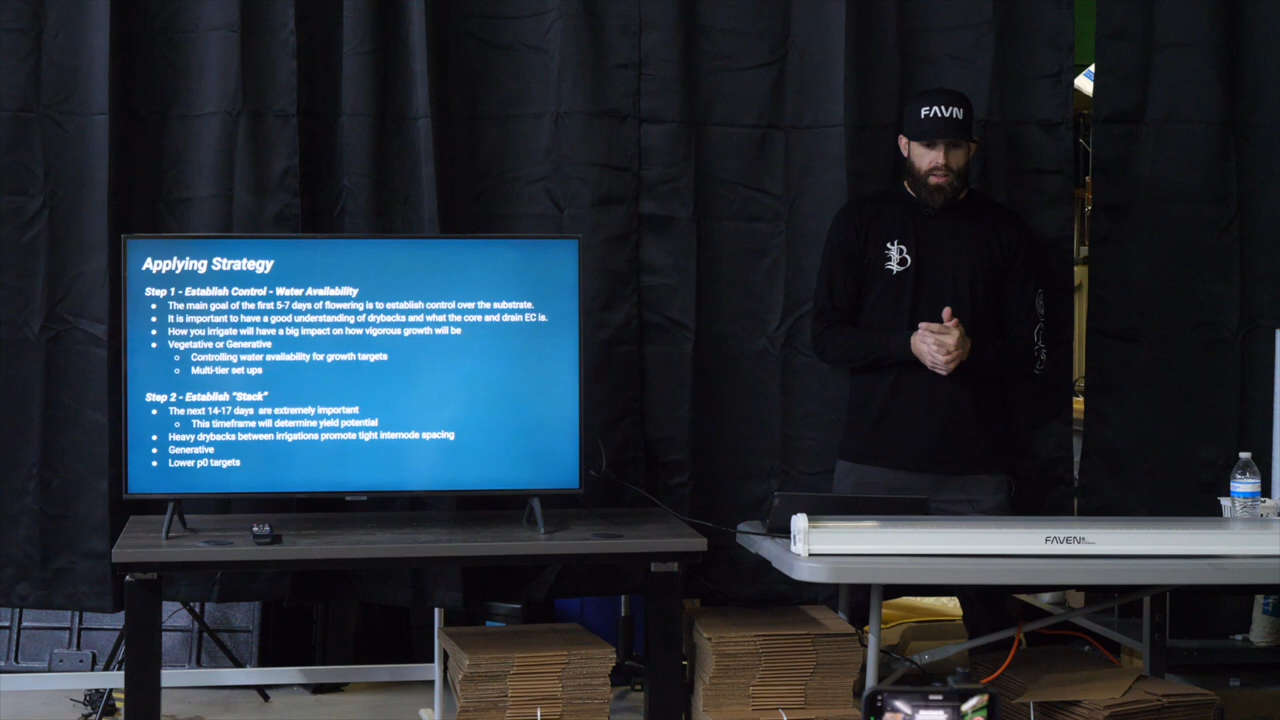 FAVN
B
Applying Strategy
Step 1 - Establish Control - Water Availability
The main goal of the first 5-7 days of flowering is to establish control over the substrate.
It is important to have a good understanding of drybacks and what the core and drain EC is.
How you irrigate will have a big impact on how vigorous growth will be
Vegetative or Generative
Controlling water availability for growth targets
Multi-tier set ups
Step 2 - Establish "Stack"
The next 14-17 days are extremely important
This timeframe will determine yield potential
Heavy drybacks between irrigations promote tight internode spacing
Generative
Lower p0 targets
FAVEN